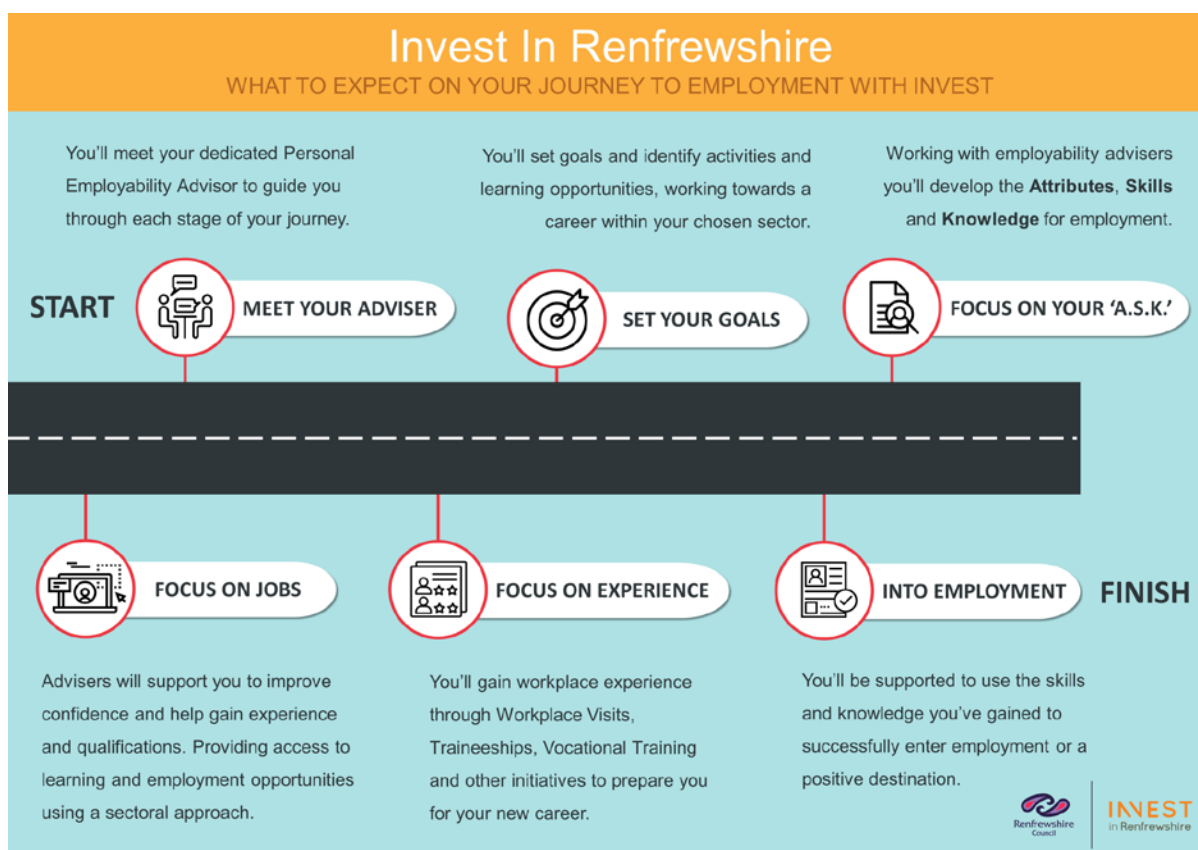 Invest In Renfrewshire
WHAT TO EXPECT ON YOUR JOURNEY TO EMPLOYMENT WITH INVEST
You'll meet your dedicated Personal
Employability Advisor to guide you
through each stage of your journey.
You'll set goals and identify activities and
learning opportunities, working towards a
career within your chosen sector.
Working with employability advisers
you'll develop the Attributes, Skills
and Knowledge for employment.
START
MEET YOUR ADVISER
SET YOUR GOALS
FOCUS ON YOUR 'A.S.K.'
FOCUS ON JOBS
FOCUS ON EXPERIENCE
INTO EMPLOYMENT
FINISH
Advisers will support you to improve
confidence and help gain experience
and qualifications. Providing access to
learning and employment opportunities
using a sectoral approach.
You'll gain workplace experience
through Workplace Visits,
Traineeships, Vocational Training
and other initiatives to prepare you
for your new career.
You'll be supported to use the skills
and knowledge you've gained to
successfully enter employment or a
positive destination.
Renfrewshire
Council
INVEST
in Renfrewshire